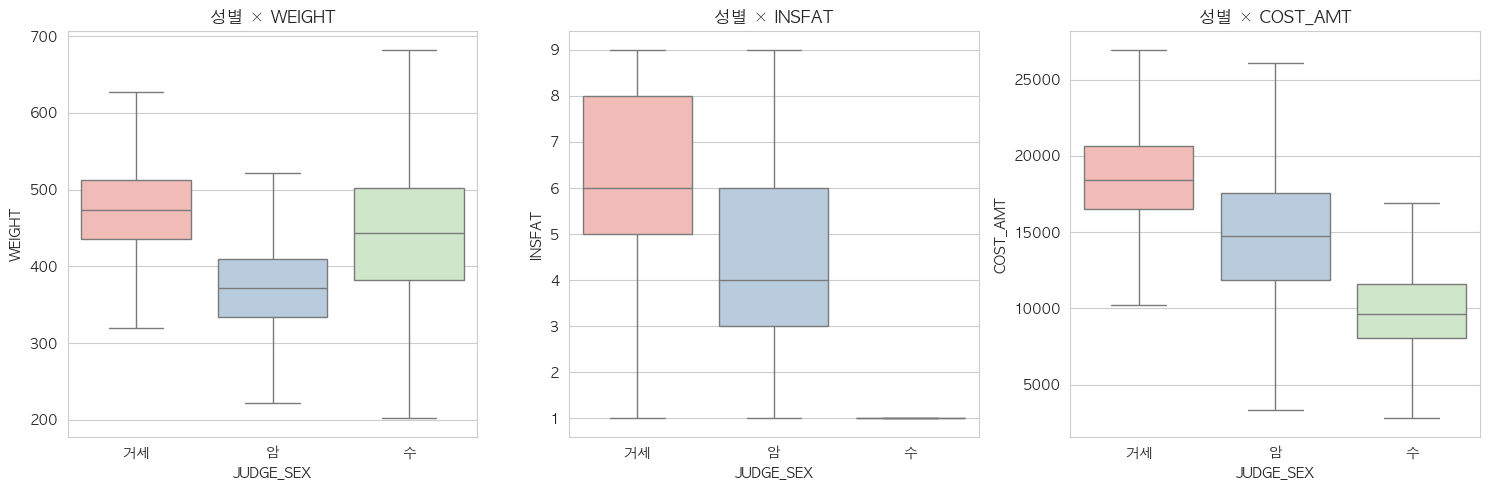 성별 × WEIGHT
700
600
500
400
300
200
WEIGHT
거세 암 수
JUDGE_SEX
성별 × INSFAT
9
8
7
6
5
4
3
2
1
INSFAT
거세 암 수
JUDGE_SEX
성별 × COST_AMT
25000
20000
15000
10000
5000
COST_AMT
거세 암 수
JUDGE_SEX